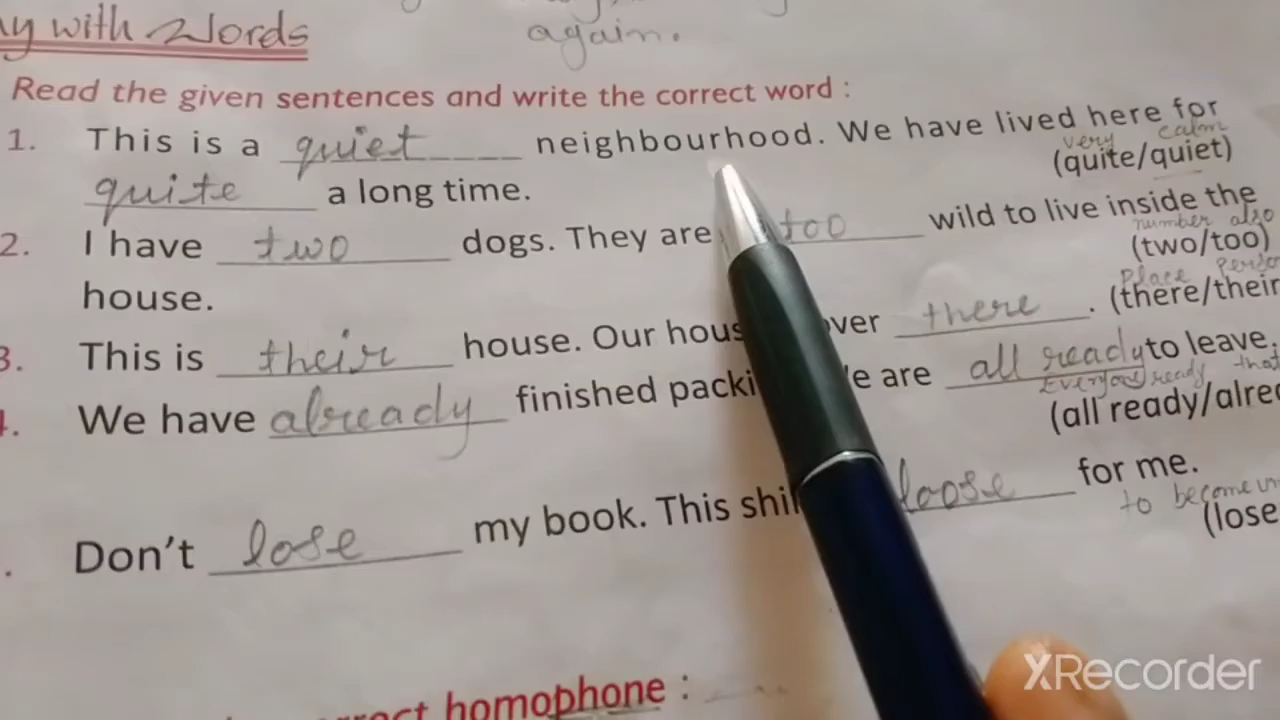 again.
y with Words
Read the given sentences and write the correct word :
1. This is a quiet neighbourhood. We have lived here for
very calm
quite a long time. (quite/quiet)
2. I have two dogs. They are too wild to live inside the
number also
house. (two/too)
place person
3. This is their house. Our hous over there. (there/their
4. We have already finished packi e are all ready to leave.
Everyone ready that
(all ready/alrea
. Don't lose my book. This shi loose for me.
to become un
(lose
rrect homophone :
XRecorder